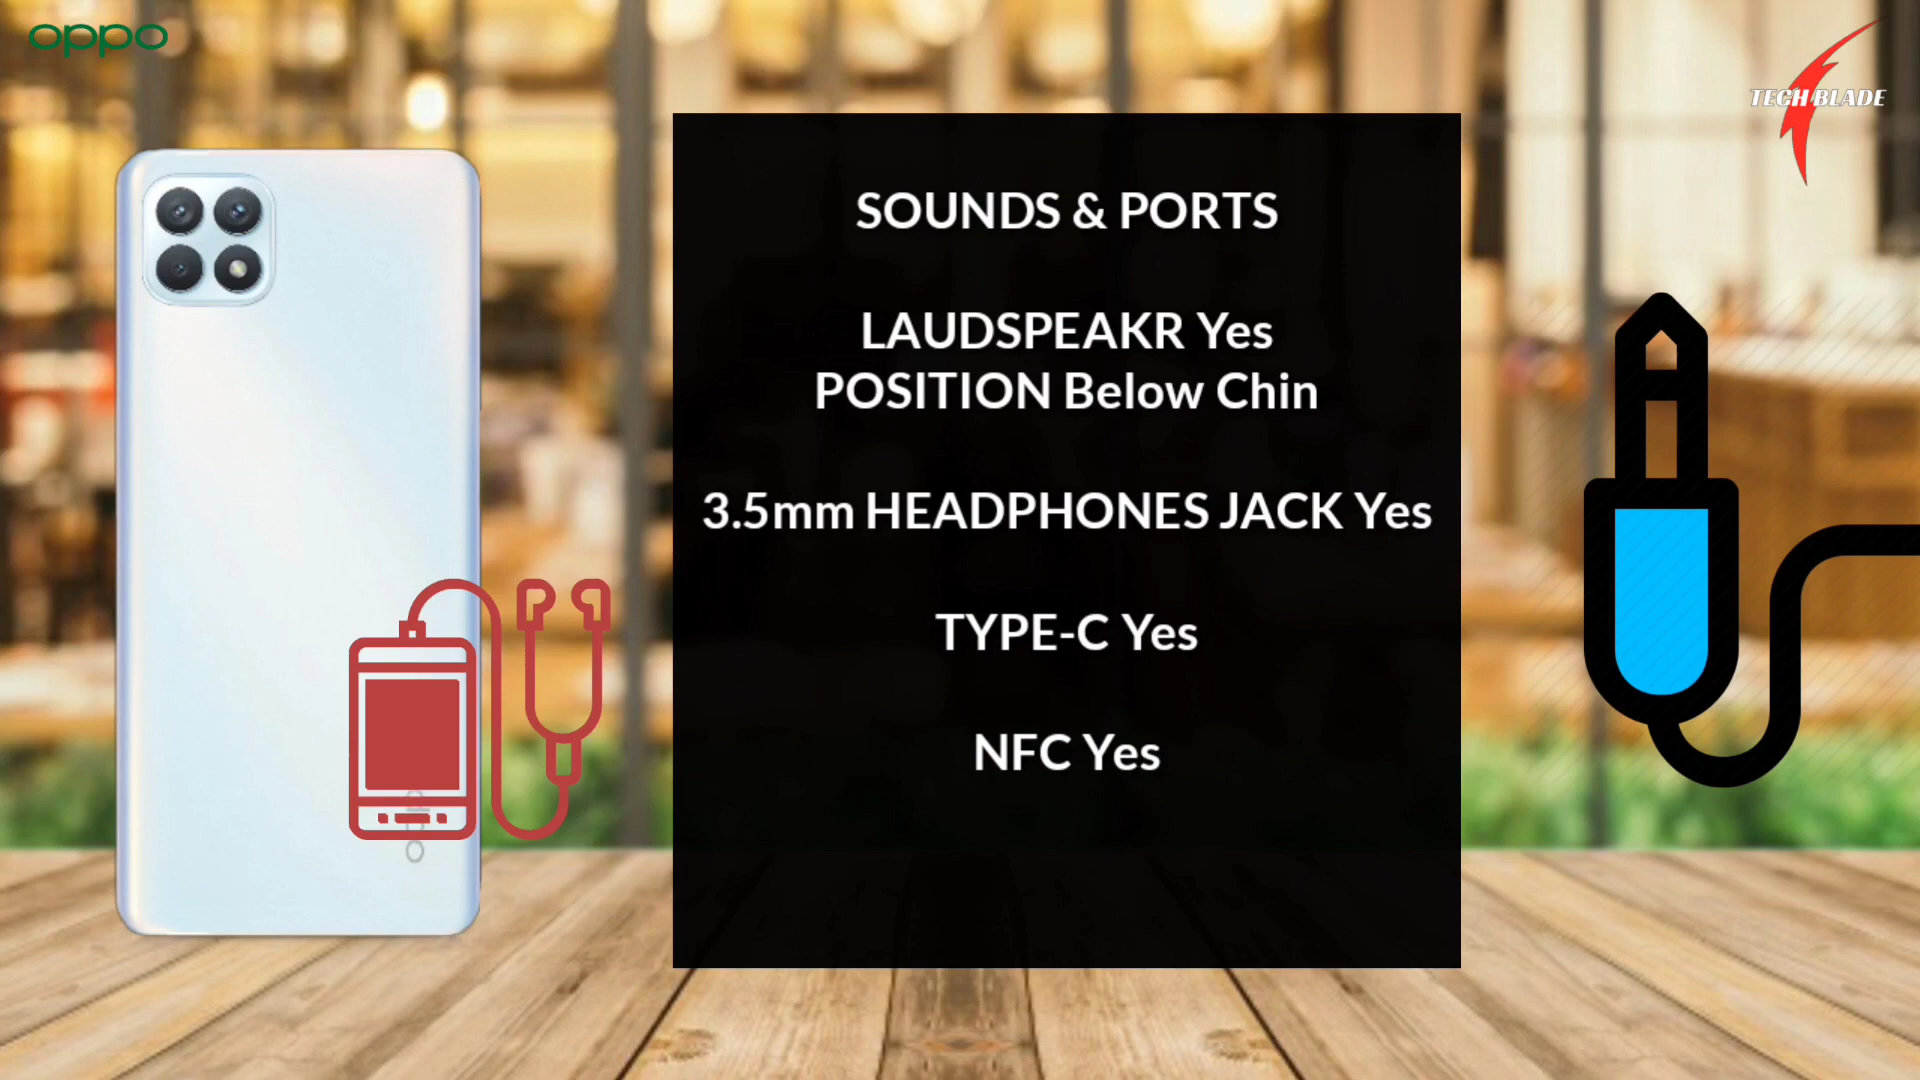 oppo
TECH BLADE
SOUNDS & PORTS
LAUDSPEAKR Yes
POSITION Below Chin
3.5mm HEADPHONES JACK Yes
TYPE-C Yes
NFC Yes